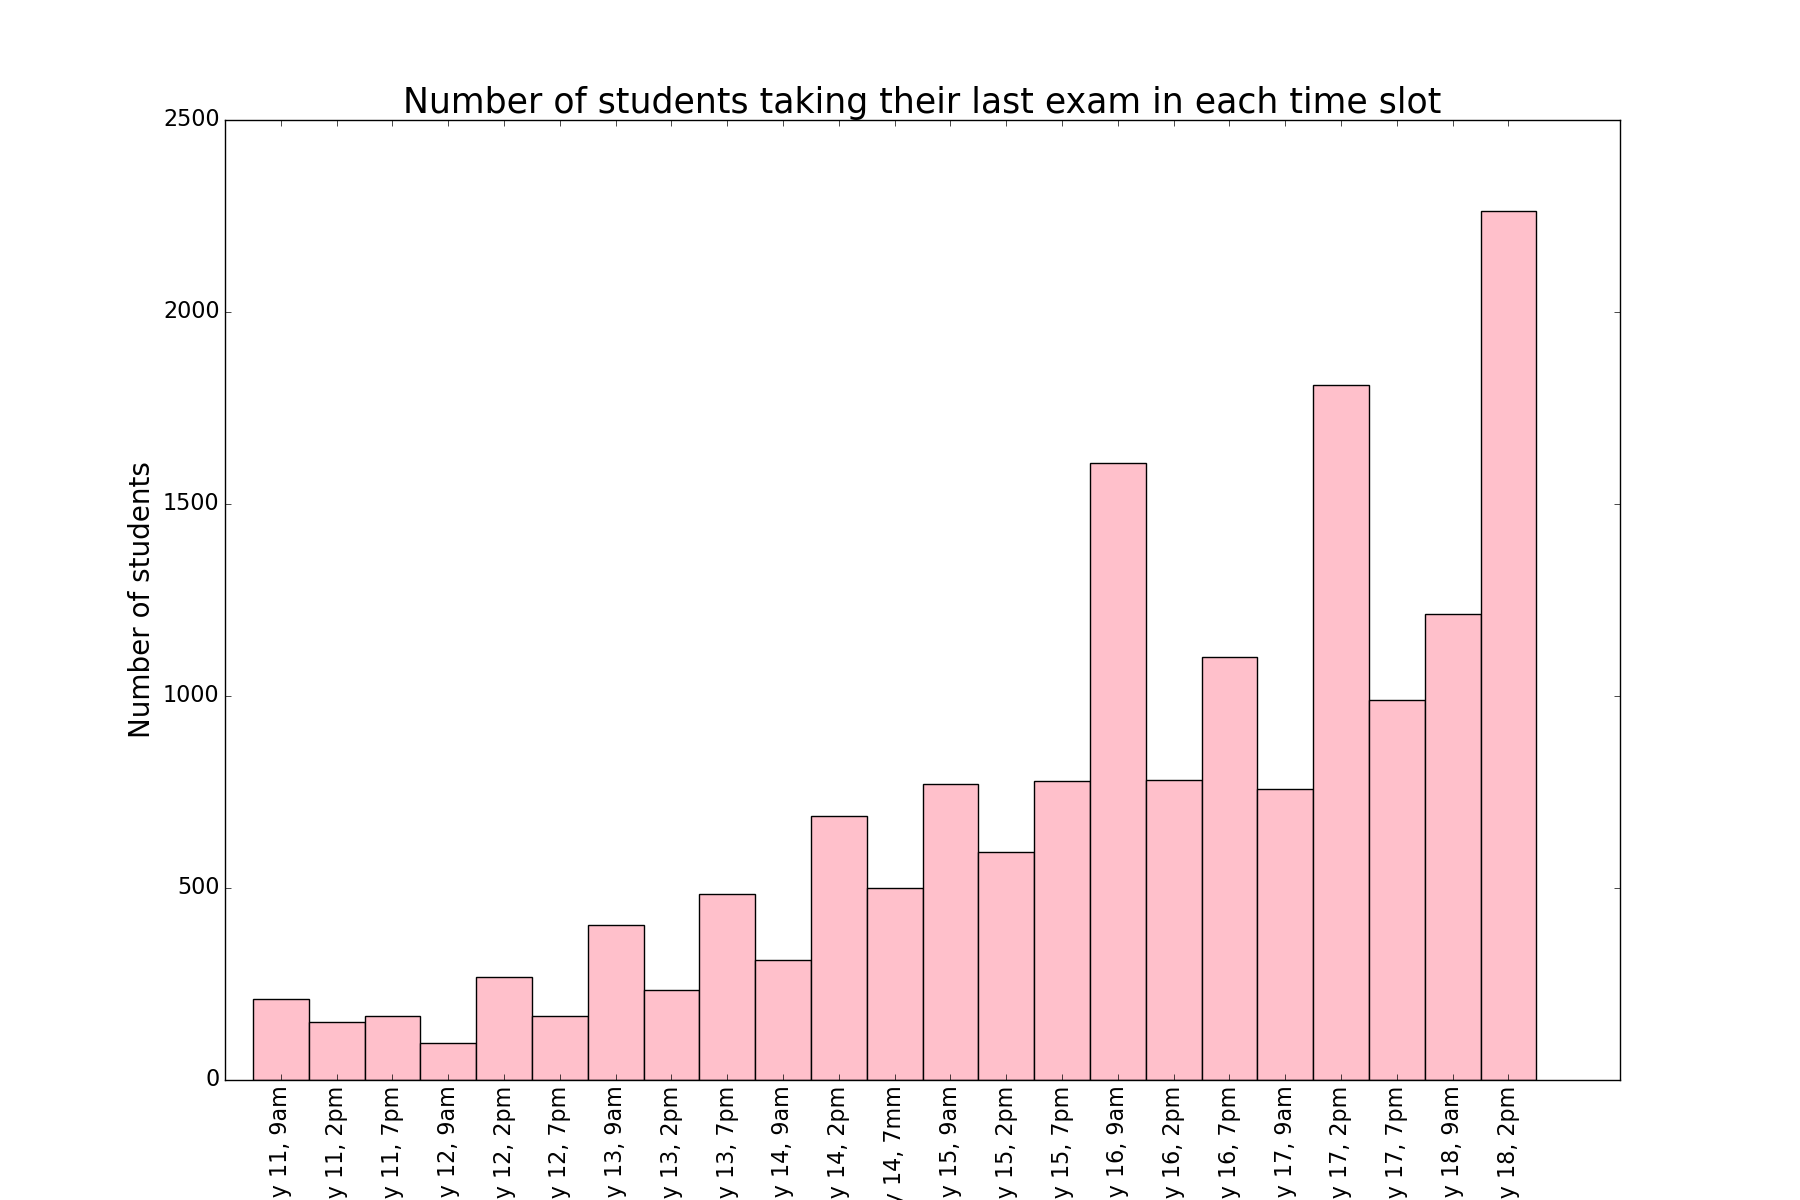 Number of students taking their last exam in each time slot
2500
2000
1500
1000
500
0
Number of students
y 11, 9am
y 11, 2pm
y 11, 7pm
y 12, 9am
y 12, 2pm
y 12, 7pm
y 13, 9am
y 13, 2pm
y 13, 7pm
y 14, 9am
y 14, 2pm
y 14, 7mm
y 15, 9am
y 15, 2pm
y 15, 7pm
y 16, 9am
y 16, 2pm
y 16, 7pm
y 17, 9am
y 17, 2pm
y 17, 7pm
y 18, 9am
y 18, 2pm